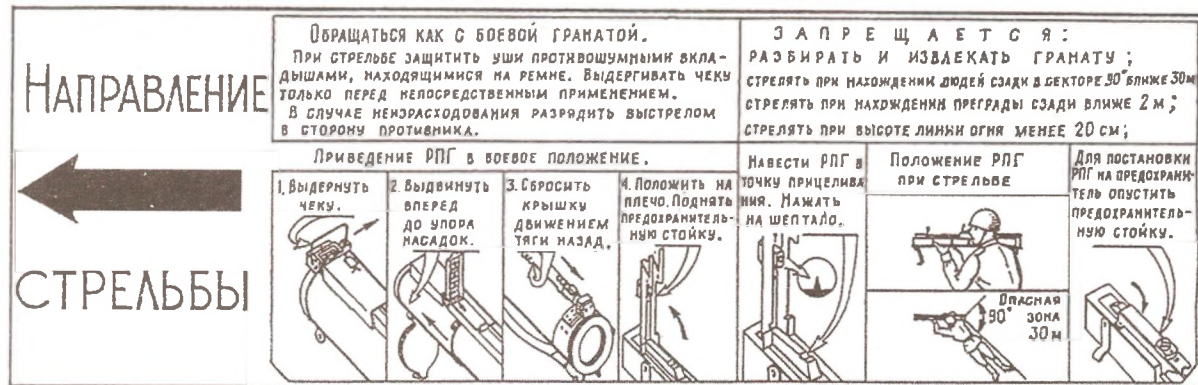 НАПРАВЛЕНИЕ
СТРЕЛЬБЫ
ОБРАЩАТЬСЯ КАК С БОЕВОЙ ГРАНАТОЙ.
ПРИ СТРЕЛЬБЕ ЗАЩИТИТЬ УШИ ПРОТИВОШУМНЫМИ ВКЛА-
ДЫШАМИ, НАХОДЯЩИМИСЯ НА РЕМНЕ. ВЫДЕРГИВАТЬ ЧЕКУ
ТОЛЬКО ПЕРЕД НЕПОСРЕДСТВЕННЫМ ПРИМЕНЕНИЕМ.
В СЛУЧАЕ НЕИЗРАСХОДОВАНИЯ РАЗРЯДИТЬ ВЫСТРЕЛОМ
В СТОРОНУ ПРОТИВНИКА.
ЗАПРЕЩАЕТСЯ:
РАЗБИРАТЬ И ИЗВЛЕКАТЬ ГРАНАТУ;
СТРЕЛЯТЬ ПРИ НАХОЖДЕНИИ ЛЮДЕЙ СЗАДИ В СЕКТОРЕ 90° БЛИЖЕ 30М
СТРЕЛЯТЬ ПРИ НАХОЖДЕНИИ ПРЕГРАДЫ СЗАДИ БЛИЖЕ 2 М;
СТРЕЛЯТЬ ПРИ ВЫСОТЕ ЛИНИИ ОГНЯ МЕНЕЕ 20 СМ;
ПРИВЕДЕНИЕ РПГ В БОЕВОЕ ПОЛОЖЕНИЕ.
1. ВЫДЕРНУТЬ
ЧЕКУ.
2. ВЫДВИНУТЬ
ВПЕРЕД
ДО УПОРА
НАСАДОК.
3. СБРОСИТЬ
КРЫШКУ
ДВИЖЕНИЕМ
ТЯГИ НАЗАД.
4. ПОЛОЖИТЬ НА
ПЛЕЧО. ПОДНЯТЬ
ПРЕДОХРАНИТЕЛЬ-
НУЮ СТОЙКУ.
НАВЕСТИ РПГ В
ТОЧКУ ПРИЦЕЛИВА
НИЯ. НАЖАТЬ
НА ШЕПТАЛО.
ПОЛОЖЕНИЕ РПГ
ПРИ СТРЕЛЬБЕ
ОПАСНАЯ
90° ЗОНА
30М
ДЛЯ ПОСТАНОВКИ
РПГ НА ПРЕДОХРАНИ-
ТЕЛЬ ОПУСТИТЬ
ПРЕДОХРАНИТЕЛЬ-
НУЮ СТОЙКУ.